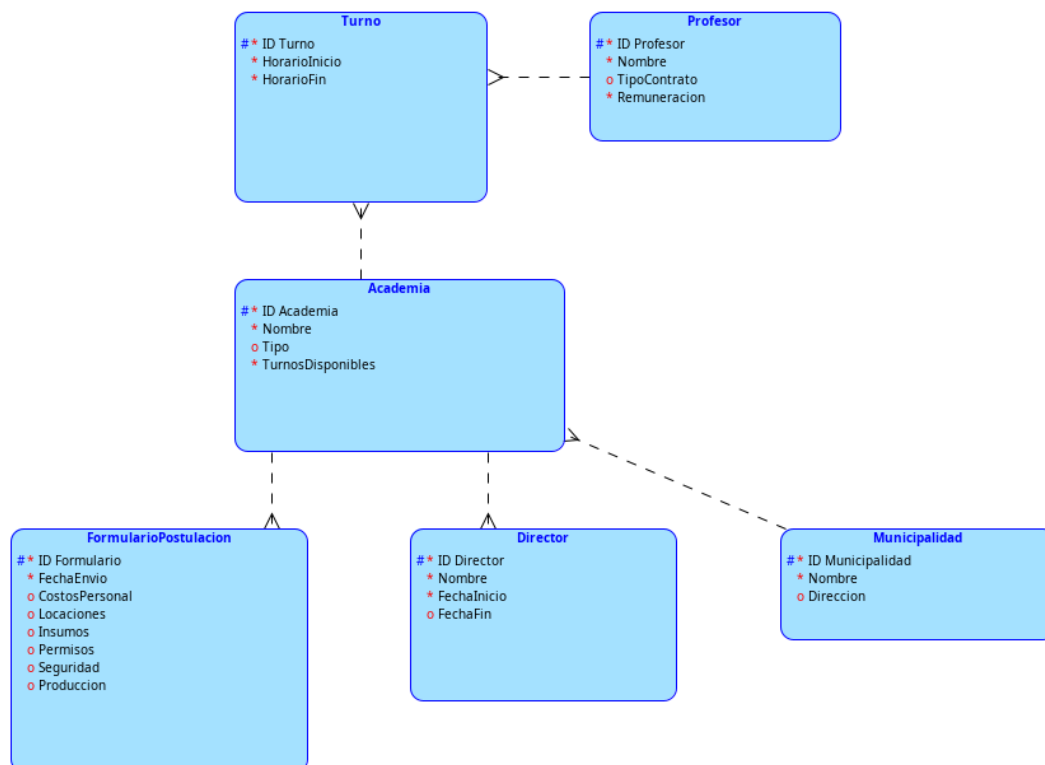 Turno
#* ID Turno
* HorarioInicio
* HorarioFin
Profesor
#* ID Profesor
* Nombre
o TipoContrato
* Remuneracion
Academia
#* ID Academia
* Nombre
o Tipo
* TurnosDisponibles
FormularioPostulacion
#* ID Formulario
* FechaEnvio
o CostosPersonal
o Locaciones
o Insumos
o Permisos
o Seguridad
o Produccion
Director
#* ID Director
* Nombre
* FechaInicio
o FechaFin
Municipalidad
#* ID Municipalidad
* Nombre
o Direccion